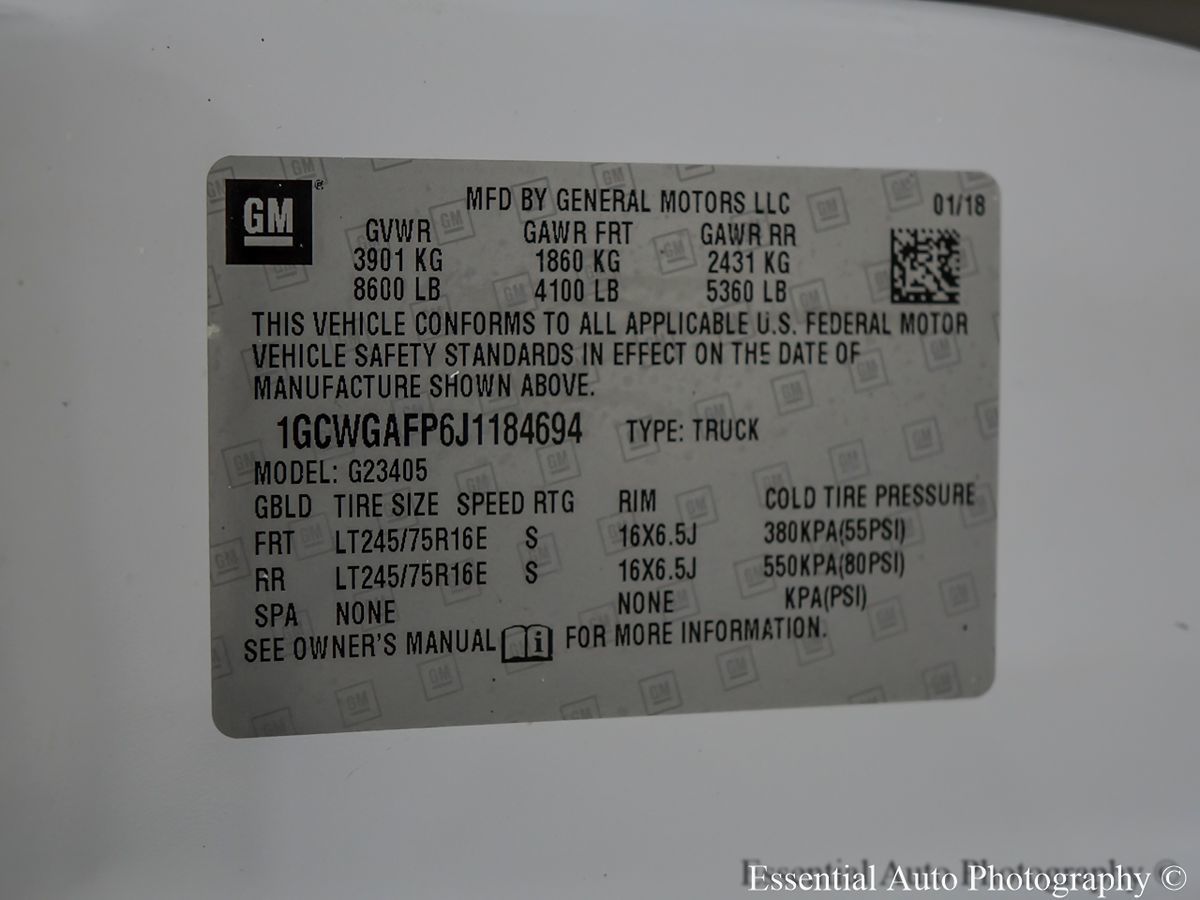 GM ®
MFD BY GENERAL MOTORS LLC 01/18
GVWR GAWR FRT GAWR RR
3901 KG 1860 KG 2431 KG
8600 LB 4100 LB 5360 LB
THIS VEHICLE CONFORMS TO ALL APPLICABLE U.S. FEDERAL MOTOR
VEHICLE SAFETY STANDARDS IN EFFECT ON THE DATE OF
MANUFACTURE SHOWN ABOVE.
1GCWGAFP6J1184694 TYPE: TRUCK
MODEL: G23405
GBLD TIRE SIZE SPEED RTG RIM COLD TIRE PRESSURE
FRT LT245/75R16E S 16X6.5J 380KPA(55PSI)
RR LT245/75R16E S 16X6.5J 550KPA(80PSI)
SPA NONE NONE KPA(PSI)
SEE OWNER'S MANUAL i FOR MORE INFORMATION.
Essential Auto Photography ©